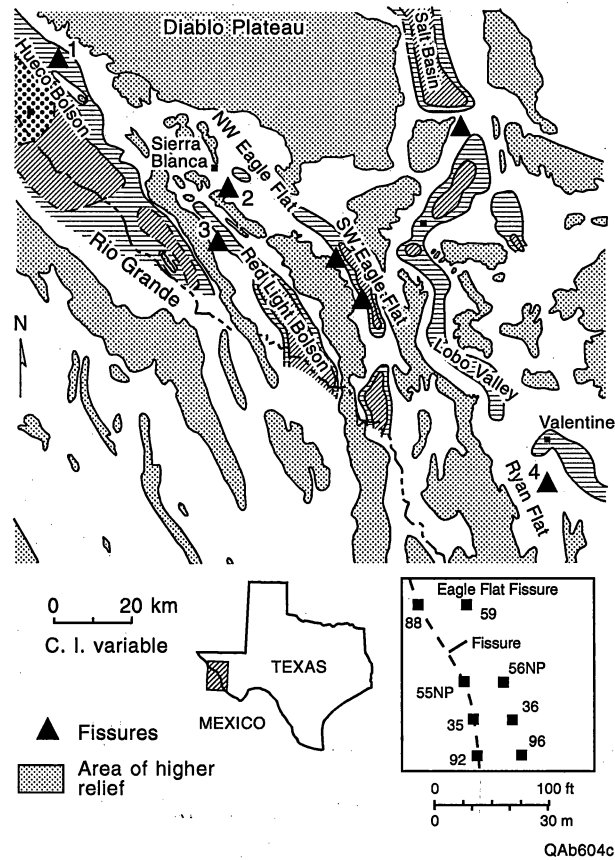 Diablo Plateau
Salt Basin
1
Hueco Bolson
NW Eagle Flat
Sierra
Blanca
2
3
SW Eagle Flat
Red Light Bolson
Rio Grande
N
Lobo Valley
Valentine
4
Ryan Flat
0 20 km
C. I. variable
Fissures
Area of higher
relief
TEXAS
MEXICO
Eagle Flat Fissure
88
59
Fissure
56NP
55NP
36
35
96
92
0 100 ft
0 30 m
QAb604c